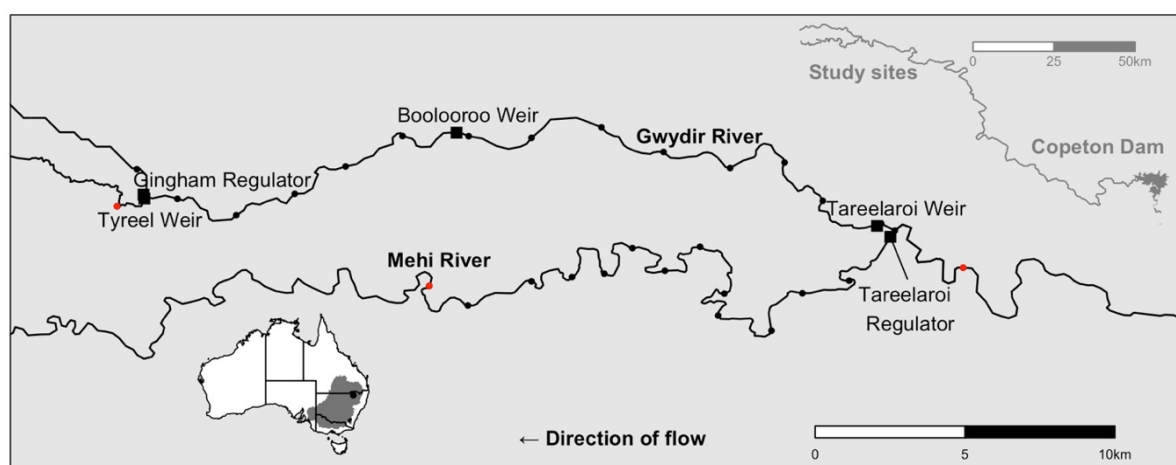 0 25 50km
Study sites
Boolooroo Weir
Gwydir River
Copeton Dam
Gingham Regulator
Tyreel Weir
Tareelaroi Weir
Mehi River
Tareelaroi
Regulator
← Direction of flow
0 5 10km